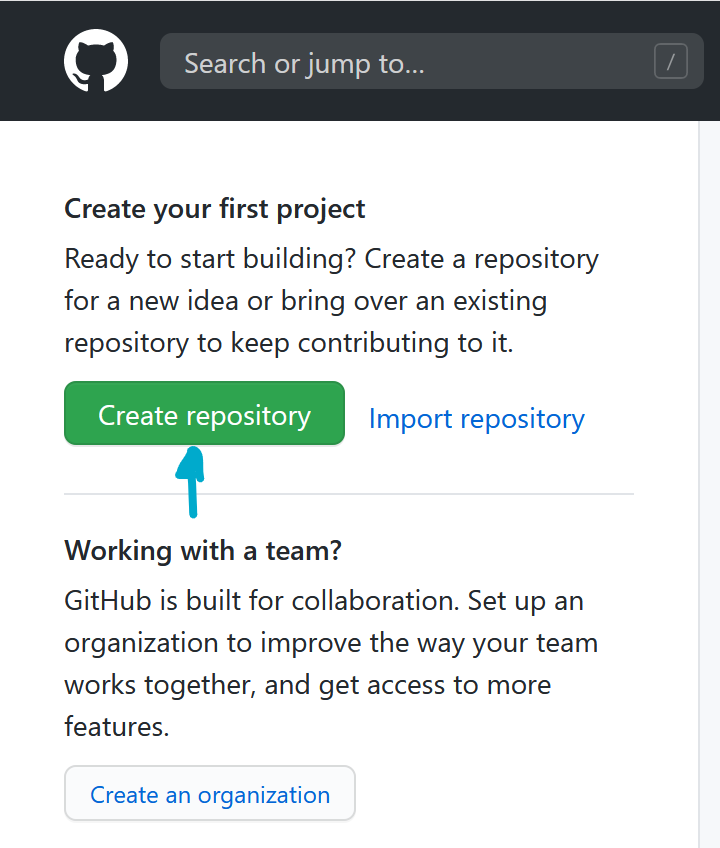 Search or jump to...
/
Create your first project
Ready to start building? Create a repository
for a new idea or bring over an existing
repository to keep contributing to it.
Create repository
Import repository
Working with a team?
GitHub is built for collaboration. Set up an
organization to improve the way your team
works together, and get access to more
features.
Create an organization